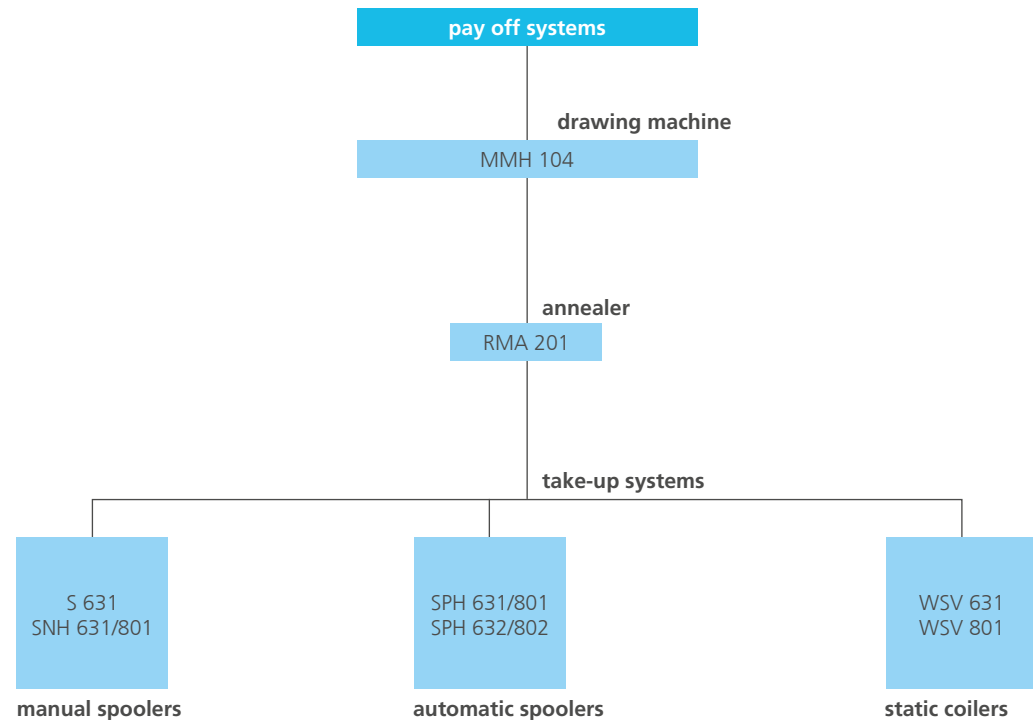 pay off systems
drawing machine
MMH 104
annealer
RMA 201
take-up systems
S 631
SNH 631/801
manual spoolers
SPH 631/801
SPH 632/802
automatic spoolers
WSV 631
WSV 801
static coilers